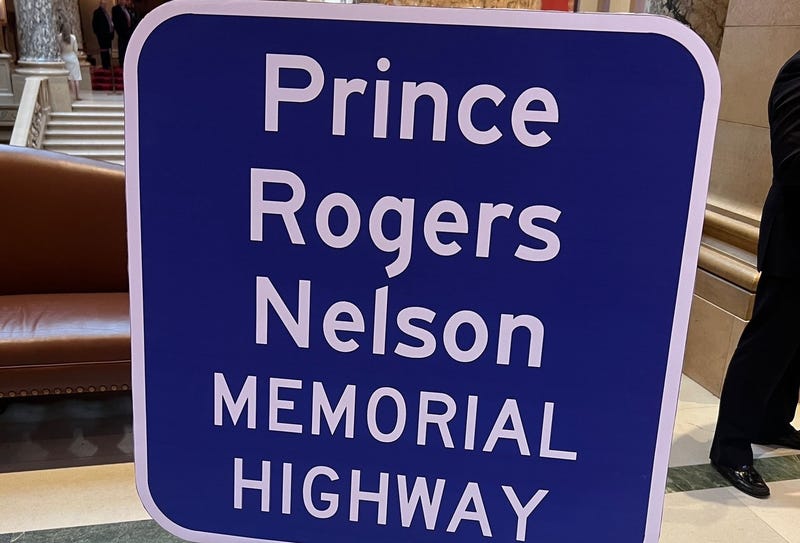 Prince
Rogers
Nelson
MEMORIAL
HIGHWAY